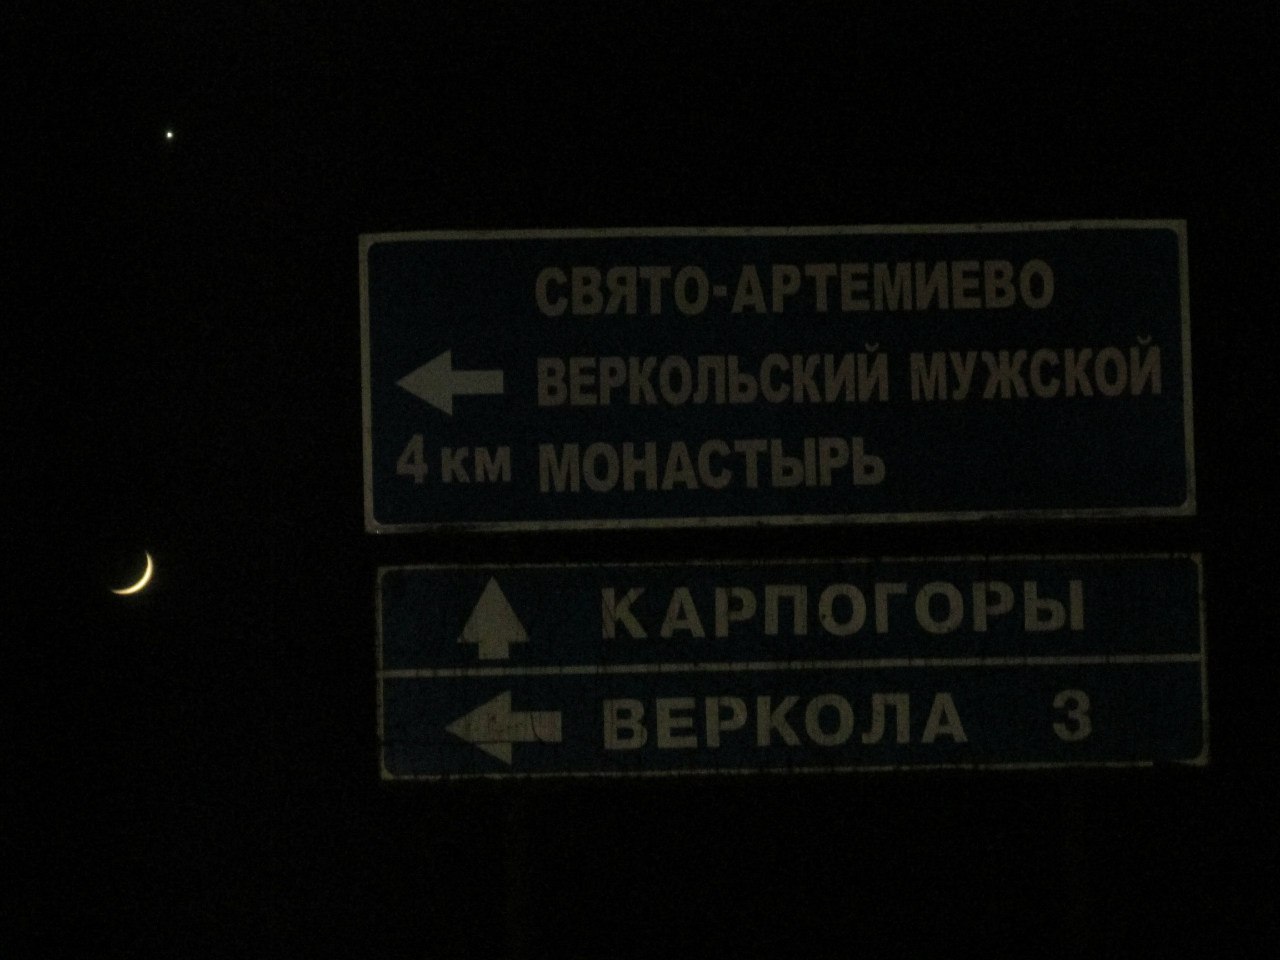 СВЯТО-АРТЕМИЕВО
ВЕРКОЛЬСКИЙ МУЖСКОЙ
4 КМ МОНАСТЫРЬ
КАРПОГОРЫ
ВЕРКОЛА 3